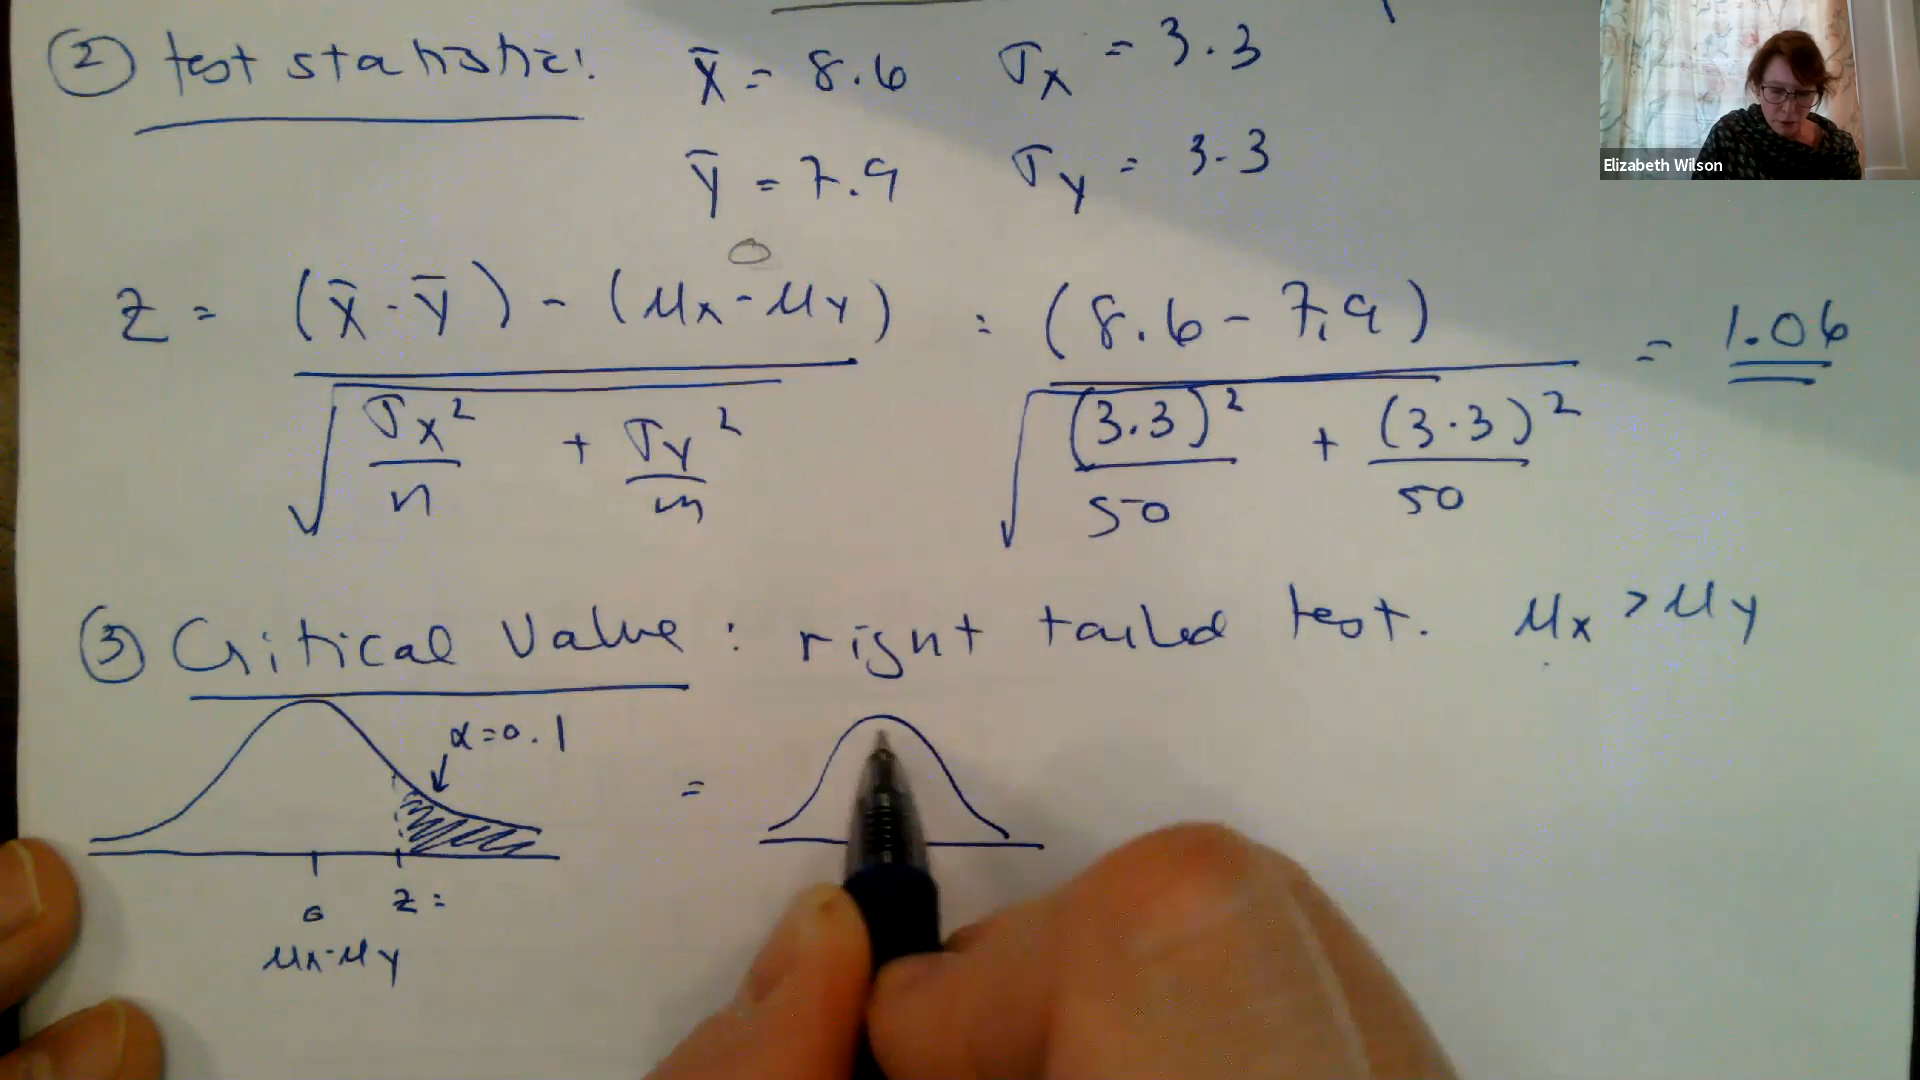 ② test statistic: x̄ = 8.6 σx = 3.3
ȳ = 7.9 σy = 3.3
Elizabeth Wilson
0
z = (x̄ - ȳ) - (μx - μy) = (8.6 - 7.9) = 1.06
√ σx² / n + σy² / m √ (3.3)² / 50 + (3.3)² / 50
③ Critical Value: right tailed test. μx > μy
α = 0.1
=
0 z =
μx-μy